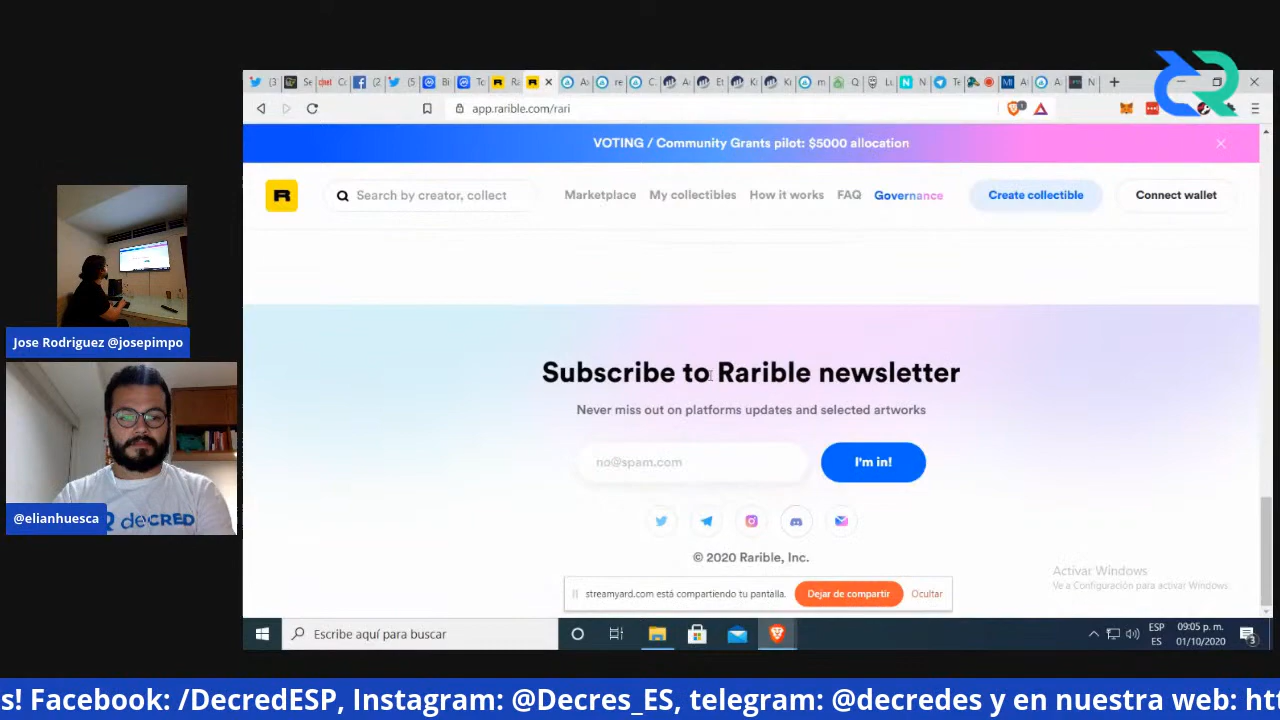 app.rarible.com/rari
VOTING / Community Grants pilot: $5000 allocation
R
Search by creator, collect
Marketplace
My collectibles
How it works
FAQ
Governance
Create collectible
Connect wallet
Subscribe to Rarible newsletter
Never miss out on platforms updates and selected artworks
no@spam.com
I'm in!
© 2020 Rarible, Inc.
Activar Windows
Ve a Configuración para activar Windows.
streamyard.com está compartiendo tu pantalla.
Dejar de compartir
Ocultar
Escribe aquí para buscar
ESP
ES
09:05 p. m.
01/10/2020
3
Jose Rodriguez @josepimpo
decRED
@elianhuesca
s! Facebook: /DecredESP, Instagram: @Decres_ES, telegram: @decredes y en nuestra web: htt